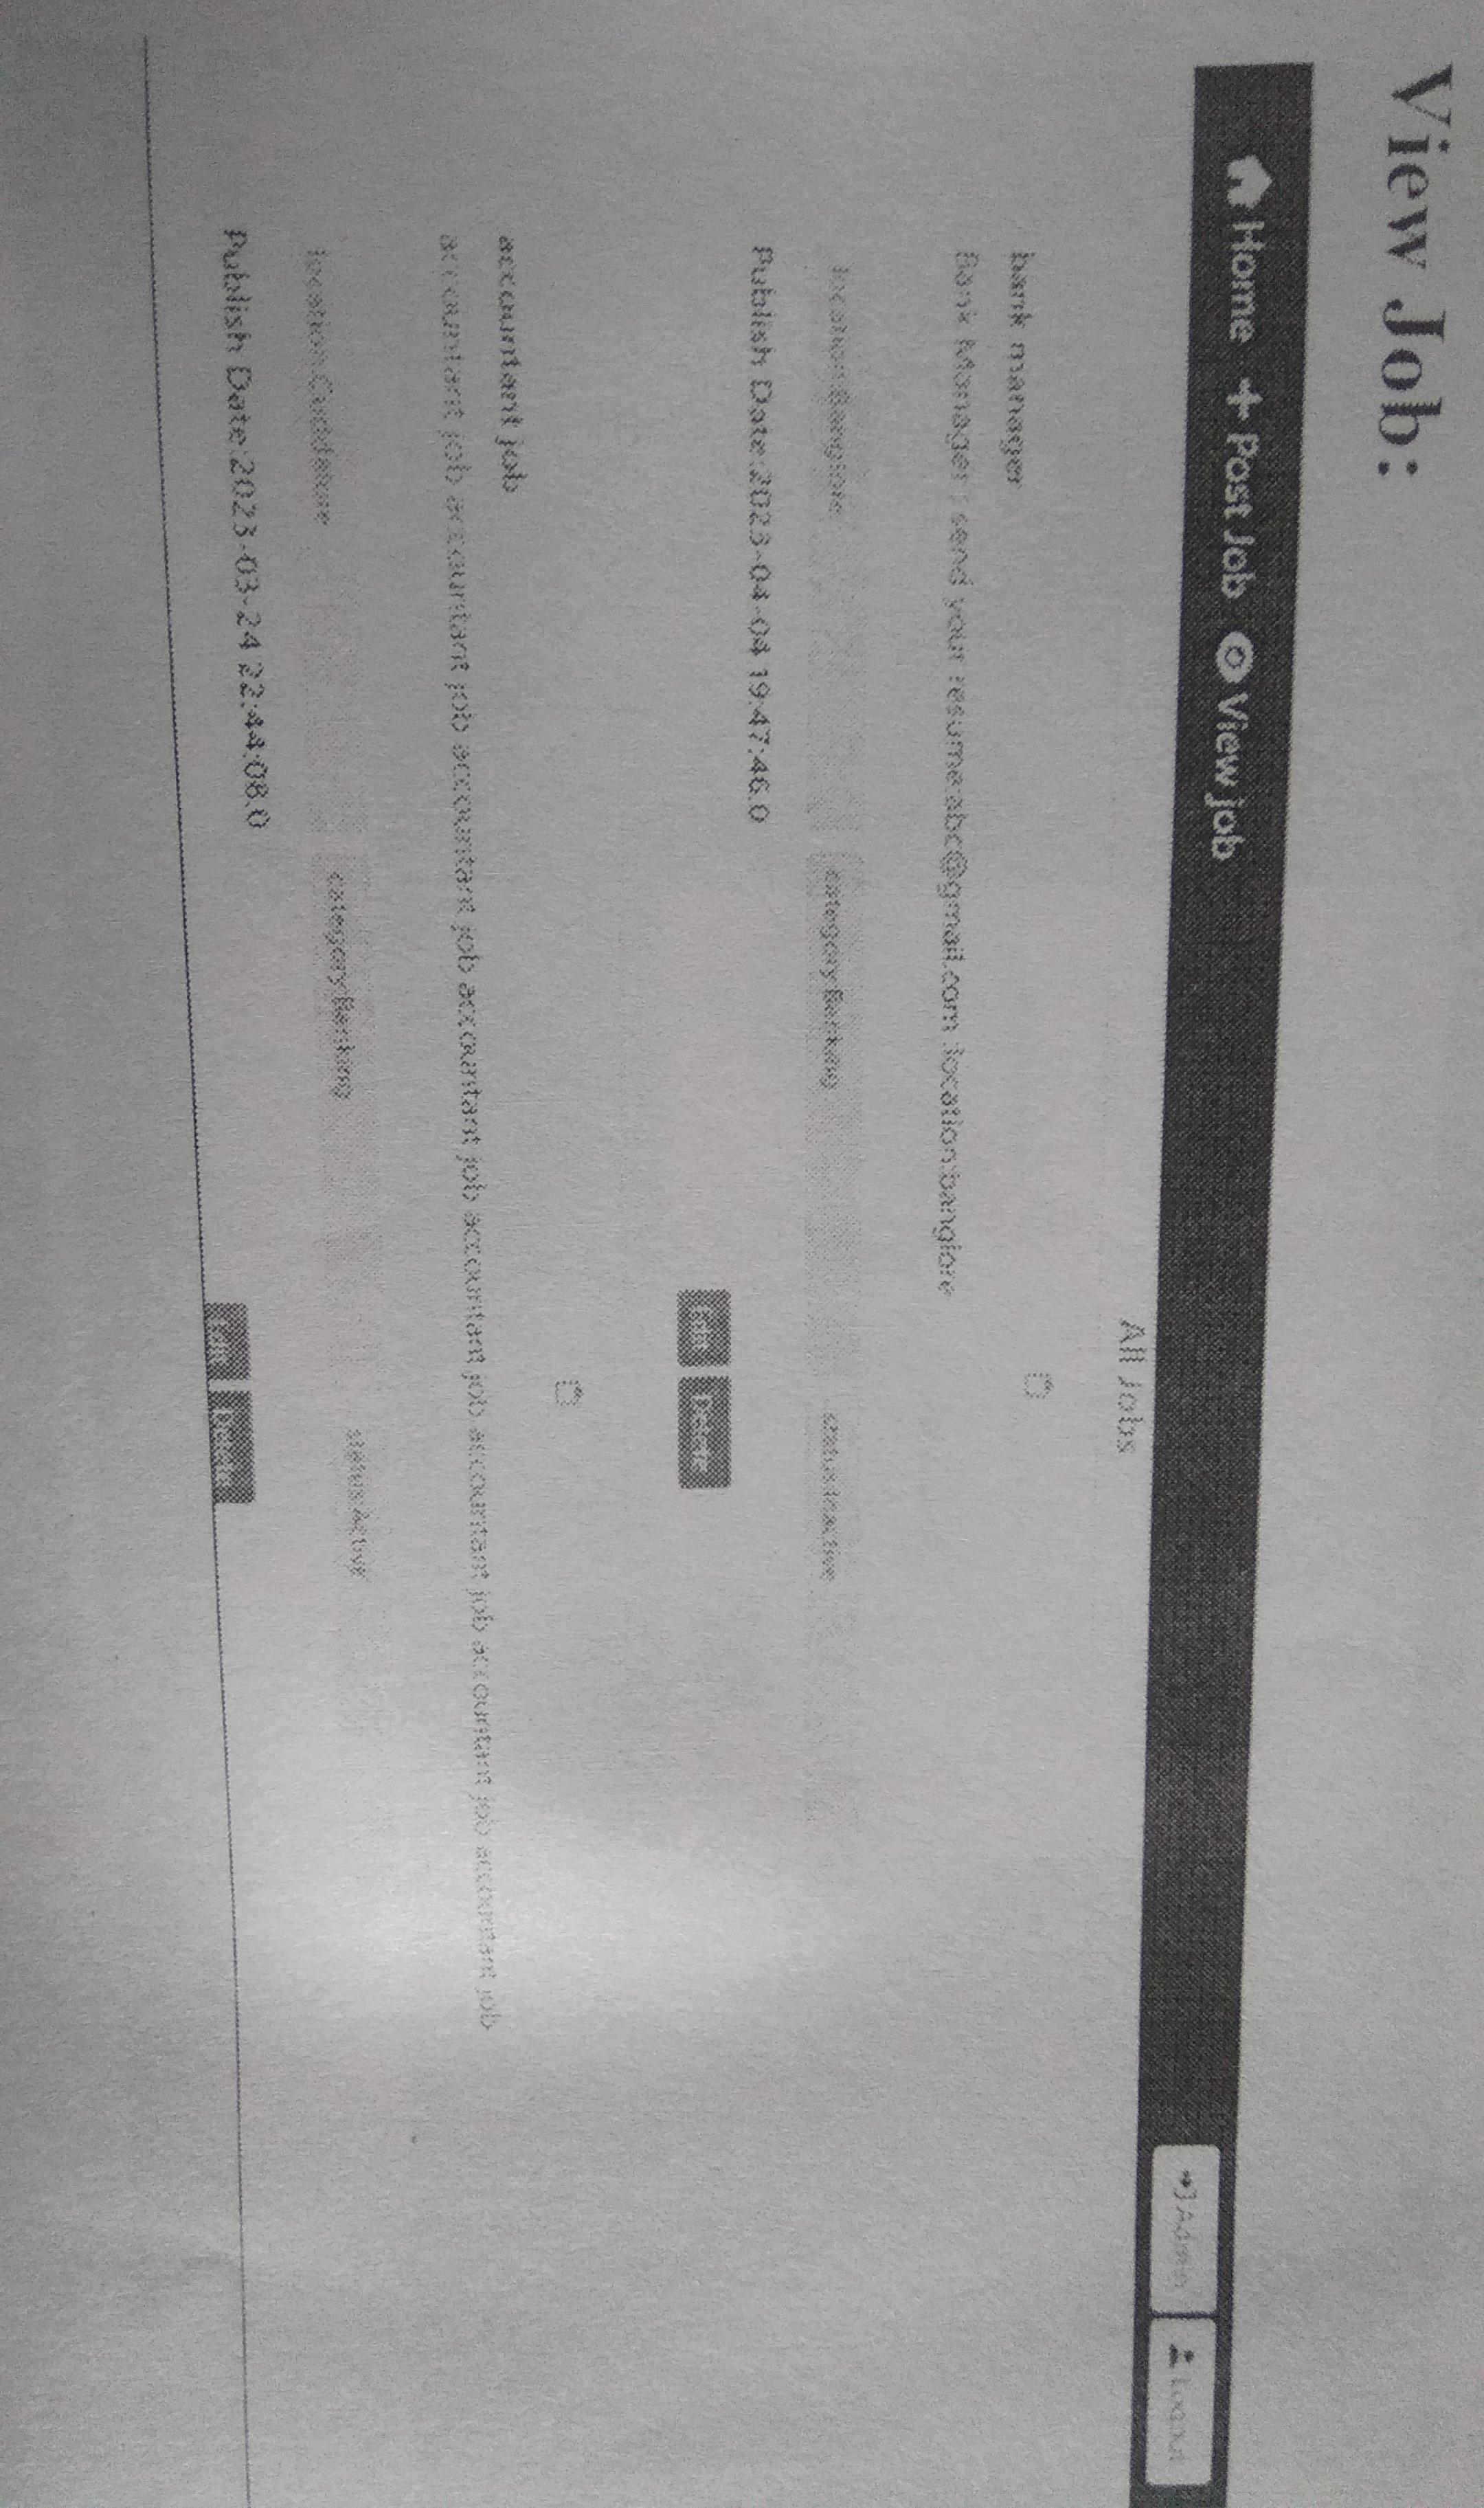 View Job:
Home Post Job View job Admin Logout
All Jobs
bank manager
Bank Manager : send your resume:abc@gmail.com :location:banglore
location:Banglore category:Banking status:Inactive
Publish Date:2023-04-04 19:47:46.0
Edit Delete
accountant job
accountant job accountant job accountant job accountant job accountant job accountant job accountant job accountant job
location:Cuddalore category:Banking status:Active
Publish Date:2023-03-24 22:44:08.0
Edit Delete